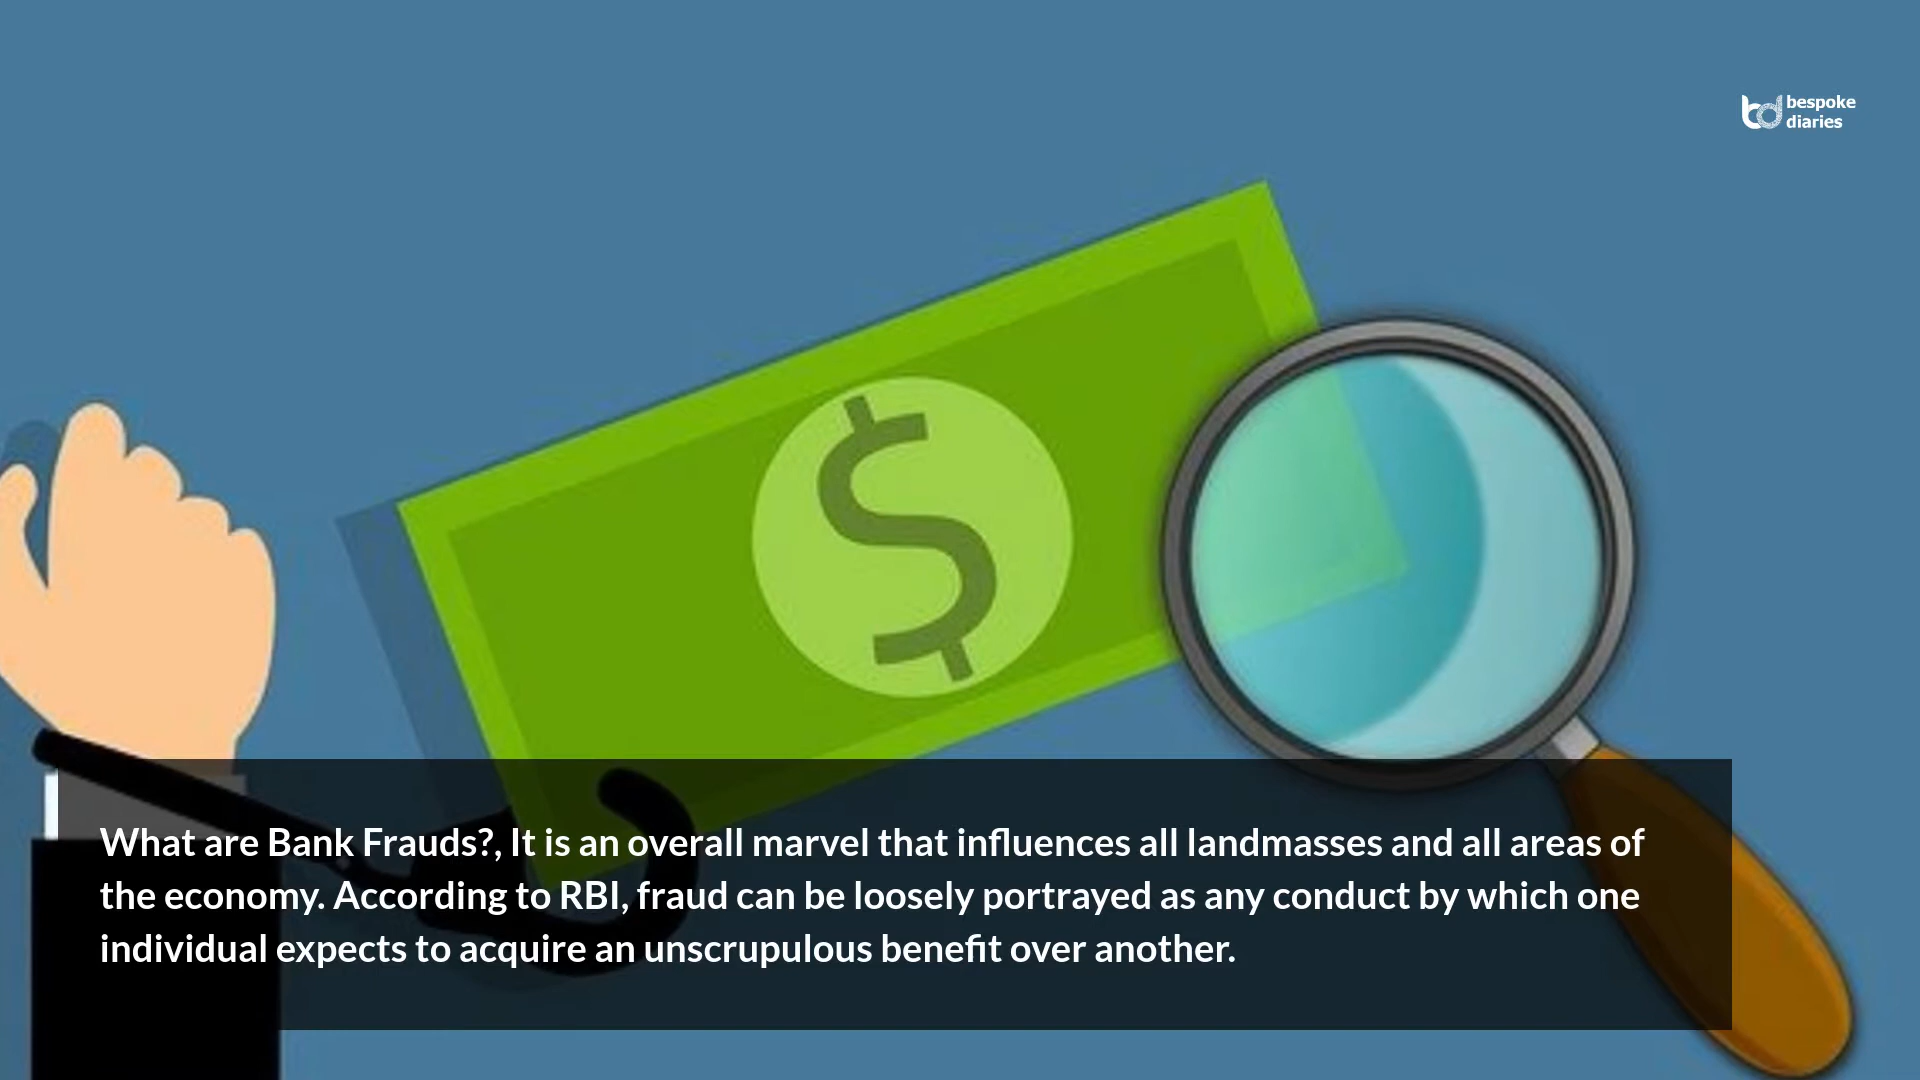 bespoke
diaries
What are Bank Frauds?, It is an overall marvel that influences all landmasses and all areas of
the economy. According to RBI, fraud can be loosely portrayed as any conduct by which one
individual expects to acquire an unscrupulous benefit over another.